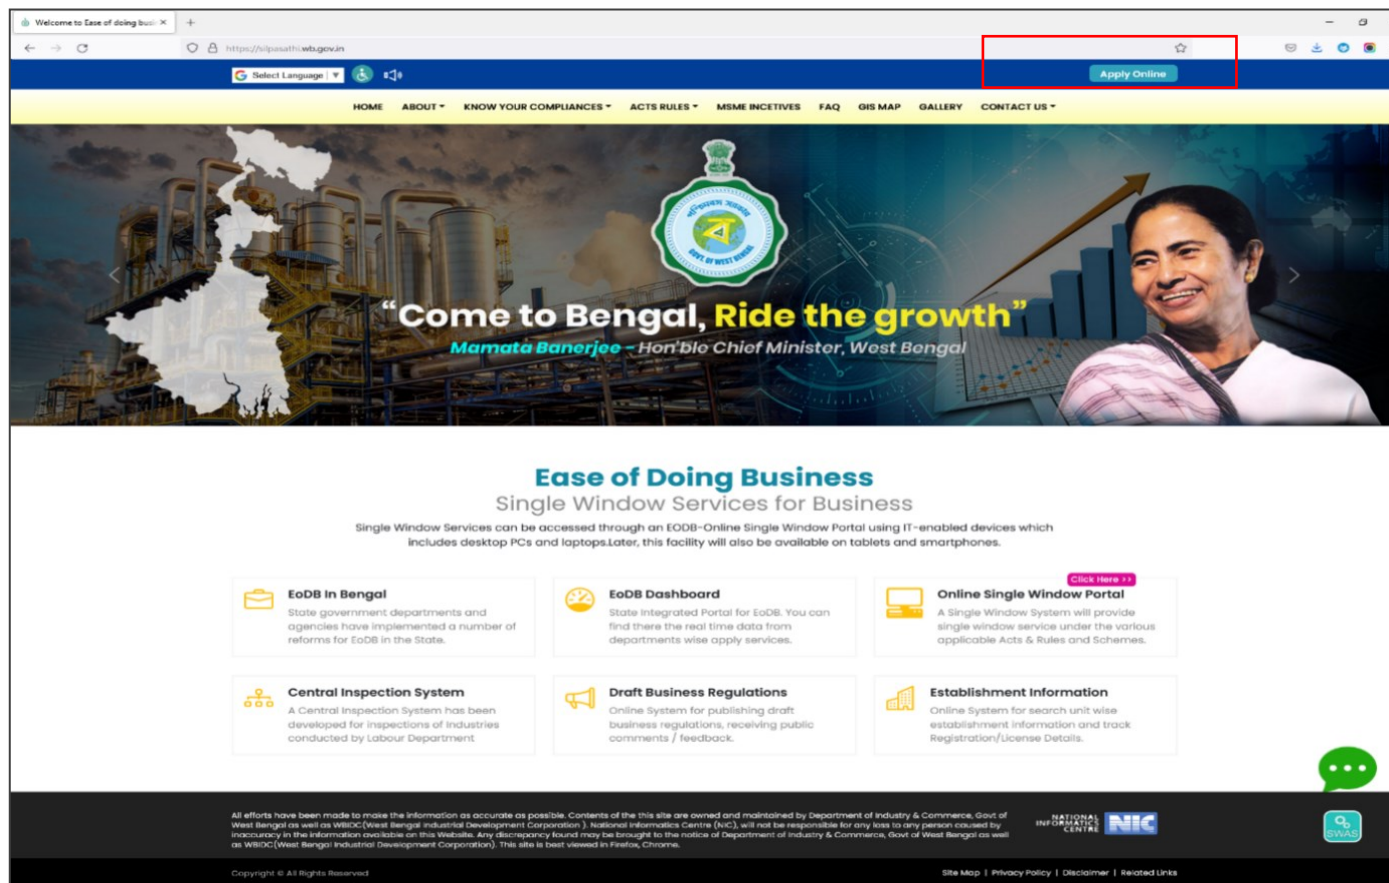 Welcome to Ease of doing busin
https://silpasathi.wb.gov.in
Select Language
Apply Online
HOME ABOUT KNOW YOUR COMPLIANCES ACTS RULES MSME INCETIVES FAQ GIS MAP GALLERY CONTACT US
GOVT. OF WEST BENGAL
“Come to Bengal, Ride the growth”
Mamata Banerjee - Hon'ble Chief Minister, West Bengal
Ease of Doing Business
Single Window Services for Business
Single Window Services can be accessed through an EODB-Online Single Window Portal using IT-enabled devices which
includes desktop PCs and laptops.Later, this facility will also be available on tablets and smartphones.
EoDB In Bengal
State government departments and
agencies have implemented a number of
reforms for EoDB in the State.
EoDB Dashboard
State Integrated Portal for EoDB. You can
find there the real time data from
departments wise apply services.
Click Here >>
Online Single Window Portal
A Single Window System will provide
single window service under the various
applicable Acts & Rules and Schemes.
Central Inspection System
A Central Inspection System has been
developed for inspections of Industries
conducted by Labour Department
Draft Business Regulations
Online System for publishing draft
business regulations, receiving public
comments / feedback.
Establishment Information
Online System for search unit wise
establishment information and track
Registration/License Details.
All efforts have been made to make the information as accurate as possible. Contents of the this site are owned and maintained by Department of Industry & Commerce, Govt of
West Bengal as well as WBIDC(West Bengal Industrial Development Corporation ). National Informatics Centre (NIC), will not be responsible for any loss to any person caused by
inaccuracy in the information available on this Website. Any discrepancy found may be brought to the notice of Department of Industry & Commerce, Govt of West Bengal as well
as WBIDC(West Bengal Industrial Development Corporation). This site is best viewed in Firefox, Chrome.
NATIONAL
INFORMATICS
CENTRE
NIC
SWAS
Copyright © All Rights Reserved
Site Map | Privacy Policy | Disclaimer | Related Links